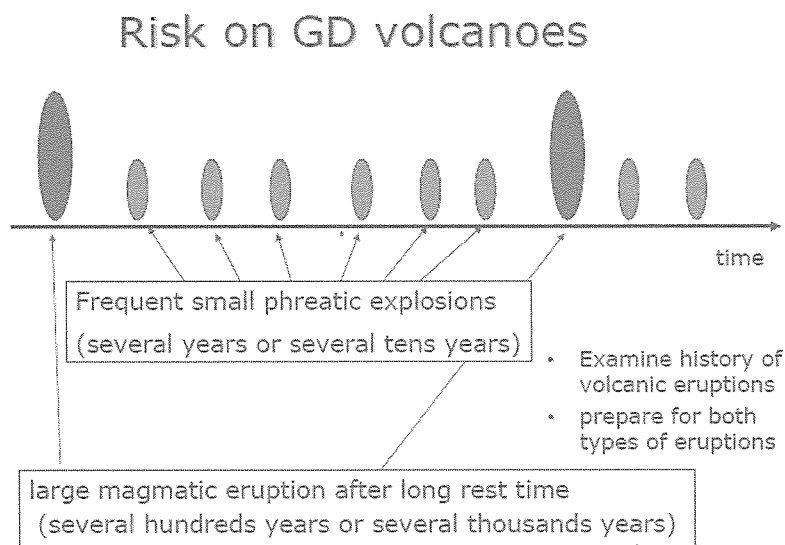 Risk on GD volcanoes
time
Frequent small phreatic explosions
(several years or several tens years)
• Examine history of
volcanic eruptions
• prepare for both
types of eruptions
large magmatic eruption after long rest time
(several hundreds years or several thousands years)